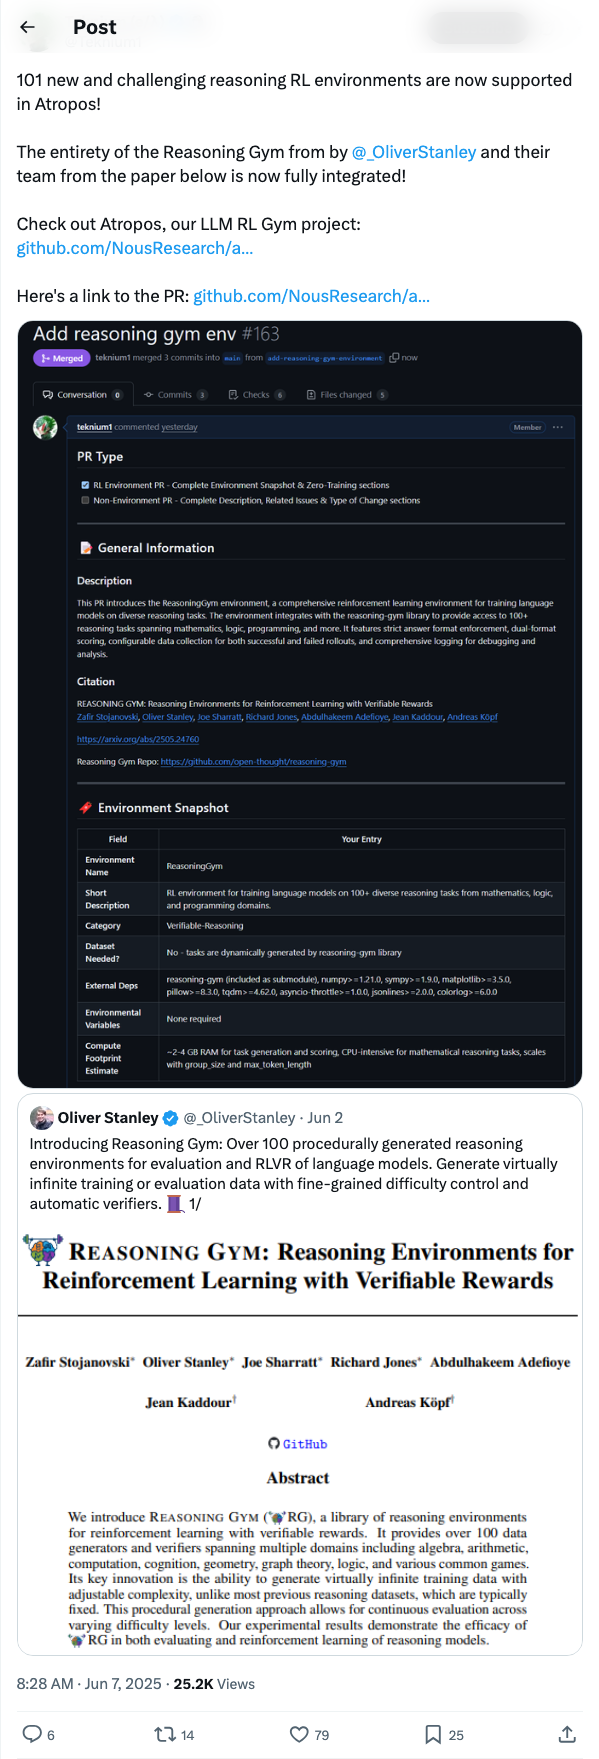 Post
101 new and challenging reasoning RL environments are now supported
in Atropos!
The entirety of the Reasoning Gym from by @_OliverStanley and their
team from the paper below is now fully integrated!
Check out Atropos, our LLM RL Gym project:
github.com/NousResearch/a...
Here's a link to the PR: github.com/NousResearch/a...
Add reasoning gym env #163
Merged teknium1 merged 3 commits into main from add-reasoning-gym-environment now
Conversation 0 Commits 3 Checks 6 Files changed 5
teknium1 commented yesterday Member ...
PR Type
RL Environment PR - Complete Environment Snapshot & Zero-Training sections
Non-Environment PR - Complete Description, Related Issues & Type of Change sections
📝 General Information
Description
This PR introduces the ReasoningGym environment, a comprehensive reinforcement learning environment for training language
models on diverse reasoning tasks. The environment integrates with the reasoning-gym library to provide access to 100+
reasoning tasks spanning mathematics, logic, programming, and more. It features strict answer format enforcement, dual-format
scoring, configurable data collection for both successful and failed rollouts, and comprehensive logging for debugging and
analysis.
Citation
REASONING GYM: Reasoning Environments for Reinforcement Learning with Verifiable Rewards
Zafir Stojanovski, Oliver Stanley, Joe Sharratt, Richard Jones, Abdulhakeem Adefioye, Jean Kaddour, Andreas Köpf
https://arxiv.org/abs/2505.24760
Reasoning Gym Repo: https://github.com/open-thought/reasoning-gym
Environment Snapshot
Field Your Entry
Environment
Name
ReasoningGym
Short
Description
RL environment for training language models on 100+ diverse reasoning tasks from mathematics, logic,
and programming domains.
Category Verifiable-Reasoning
Dataset
Needed?
No - tasks are dynamically generated by reasoning-gym library
External Deps
reasoning-gym (included as submodule), numpy>=1.21.0, sympy>=1.9.0, matplotlib>=3.5.0,
pillow>=8.3.0, tqdm>=4.62.0, asyncio-throttle>=1.0.0, jsonlines>=2.0.0, colorlog>=6.0.0
Environmental
Variables
None required
Compute
Footprint
Estimate
~2-4 GB RAM for task generation and scoring, CPU-intensive for mathematical reasoning tasks, scales
with group_size and max_token_length
Oliver Stanley @_OliverStanley · Jun 2
Introducing Reasoning Gym: Over 100 procedurally generated reasoning
environments for evaluation and RLVR of language models. Generate virtually
infinite training or evaluation data with fine-grained difficulty control and
automatic verifiers. 🧵 1/
REASONING GYM: Reasoning Environments for
Reinforcement Learning with Verifiable Rewards
Zafir Stojanovski* Oliver Stanley* Joe Sharratt* Richard Jones* Abdulhakeem Adefioye
Jean Kaddour† Andreas Köpf†
GitHub
Abstract
We introduce REASONING GYM (RG), a library of reasoning environments
for reinforcement learning with verifiable rewards. It provides over 100 data
generators and verifiers spanning multiple domains including algebra, arithmetic,
computation, cognition, geometry, graph theory, logic, and various common games.
Its key innovation is the ability to generate virtually infinite training data with
adjustable complexity, unlike most previous reasoning datasets, which are typically
fixed. This procedural generation approach allows for continuous evaluation across
varying difficulty levels. Our experimental results demonstrate the efficacy of
RG in both evaluating and reinforcement learning of reasoning models.
8:28 AM · Jun 7, 2025 · 25.2K Views
6 14 79 25